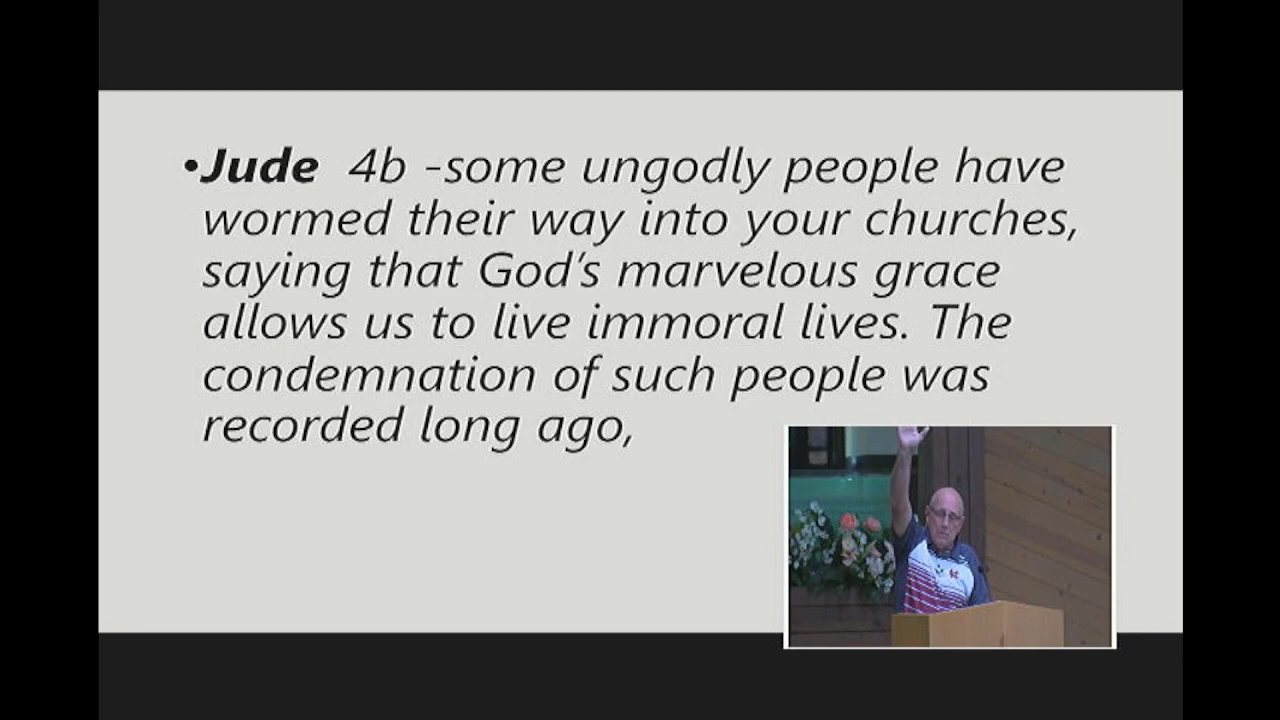 •Jude 4b -some ungodly people have
wormed their way into your churches,
saying that God's marvelous grace
allows us to live immoral lives. The
condemnation of such people was
recorded long ago,